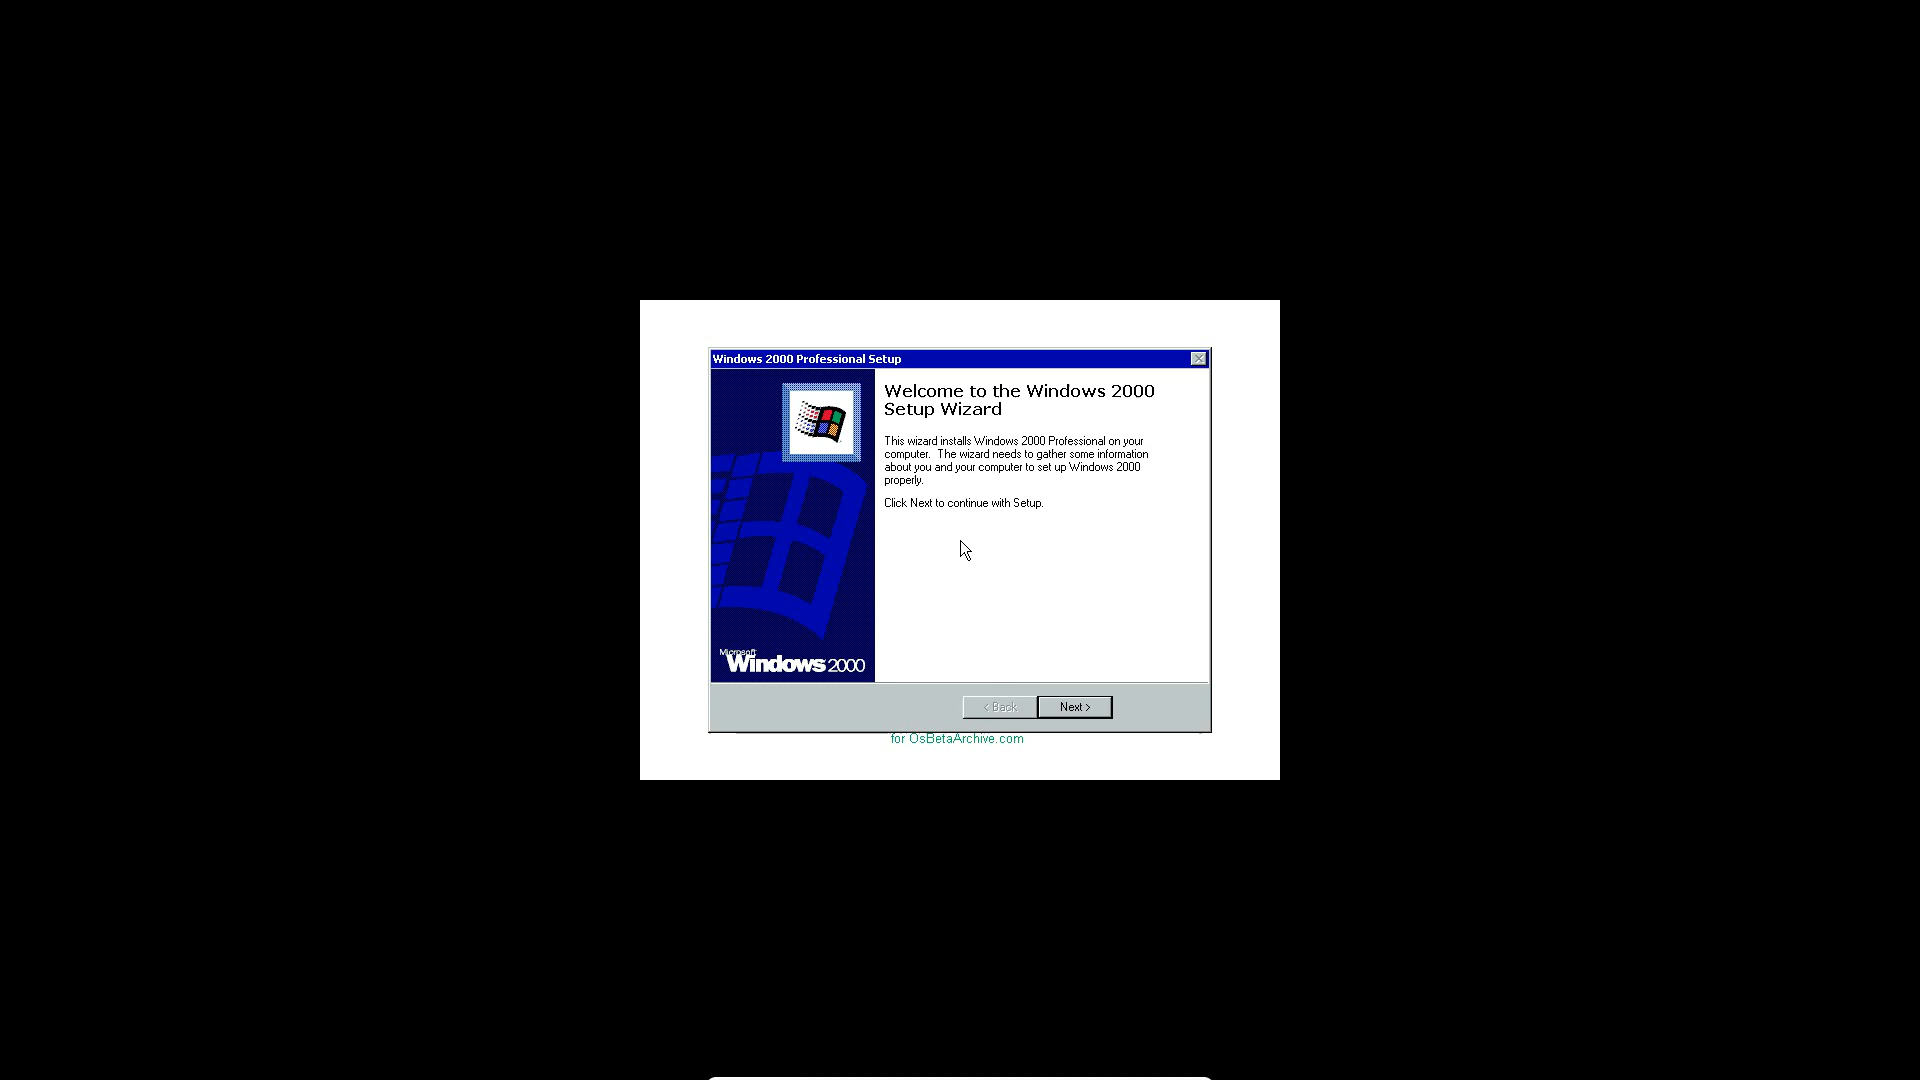 Windows 2000 Professional Setup
Welcome to the Windows 2000
Setup Wizard
This wizard installs Windows 2000 Professional on your
computer.  The wizard needs to gather some information
about you and your computer to set up Windows 2000
properly.
Click Next to continue with Setup.
Microsoft
Windows 2000
< Back
Next >
for OsBetaArchive.com